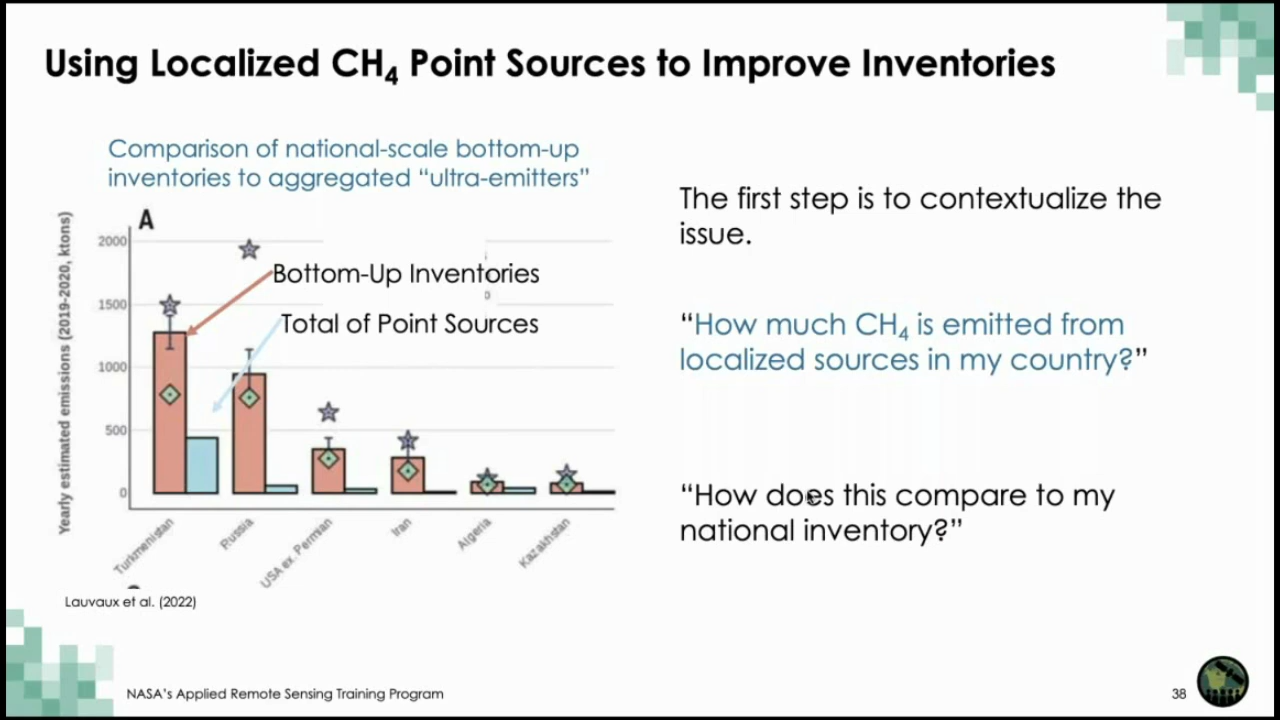 Using Localized CH₄ Point Sources to Improve Inventories
Comparison of national-scale bottom-up
inventories to aggregated “ultra-emitters”
The first step is to contextualize the
issue.
“How much CH₄ is emitted from
localized sources in my country?”
“How does this compare to my
national inventory?”
A
Yearly estimated emissions (2019-2020, ktons)
2000
1500
1000
500
0
Bottom-Up Inventories
Total of Point Sources
Turkmenistan
Russia
USA ex. Permian
Iran
Algeria
Kazakhstan
Lauvaux et al. (2022)
NASA’s Applied Remote Sensing Training Program
38